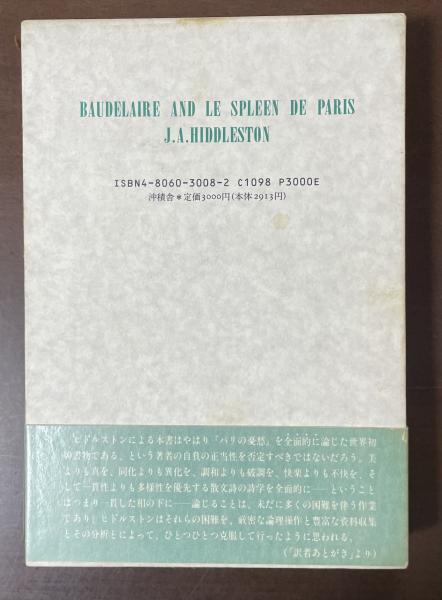 BAUDELAIRE AND LE SPLEEN DE PARIS
J.A.HIDDLESTON
ISBN4-8060-3008-2 C1098 P3000E
沖積舎＊定価3000円(本体2913円)
ヒドルストンによる本書はやはり『パリの憂愁』を全面的に論じた世界初
の書物である、という著者の自負の正当性を否定すべきではないだろう。美
よりも真を、同化よりも異化を、調和よりも破調を、快楽よりも不快を、そ
して一貫性よりも多様性を優先する散文詩の詩学を全面的に――ということ
はつまり一貫した相の下に――論じることは、未だに多くの困難を伴う作業
であり、ヒドルストンはそれらの困難を、厳密な論理操作と豊富な資料収集
とその分析とによって、ひとつひとつ克服して行ったように思われる。
(「訳者あとがき」より)